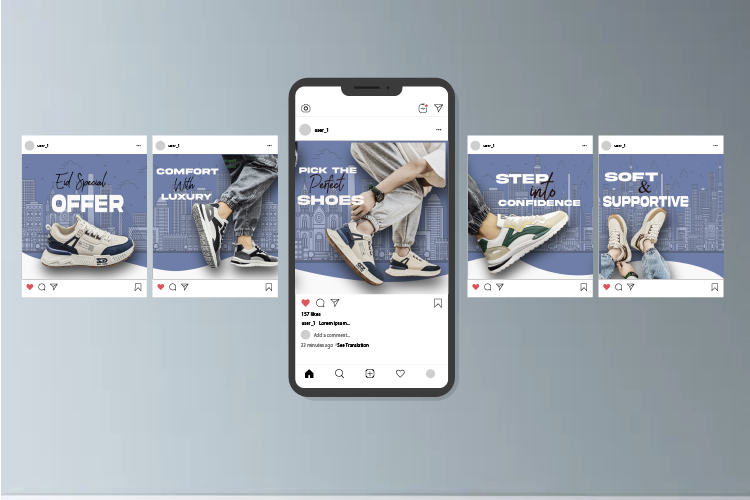 user_1
Eid Special
OFFER
user_1
COMFORT
With
LUXURY
user_1
PICK THE
Perfect
SHOES
157 likes
user_1 Lorem ipsum...
Add a comment...
23 minutes ago · See Translation
user_1
STEP
into
CONFIDENCE
user_1
SOFT
&
SUPPORTIVE